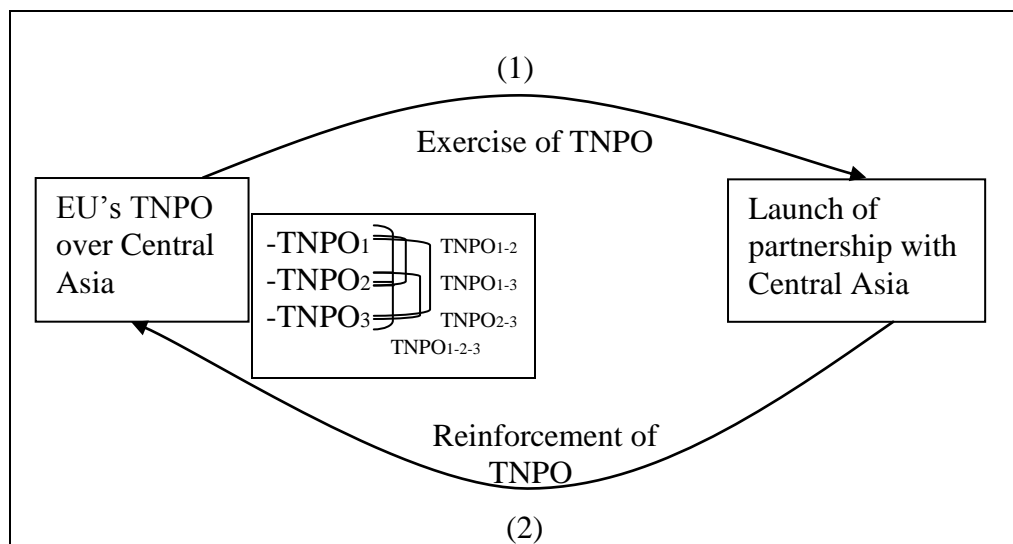 (1)
Exercise of TNPO
EU’s TNPO
over Central
Asia
-TNPO1
-TNPO2
-TNPO3
TNPO1-2
TNPO1-3
TNPO2-3
TNPO1-2-3
Launch of
partnership with
Central Asia
Reinforcement of
TNPO
(2)